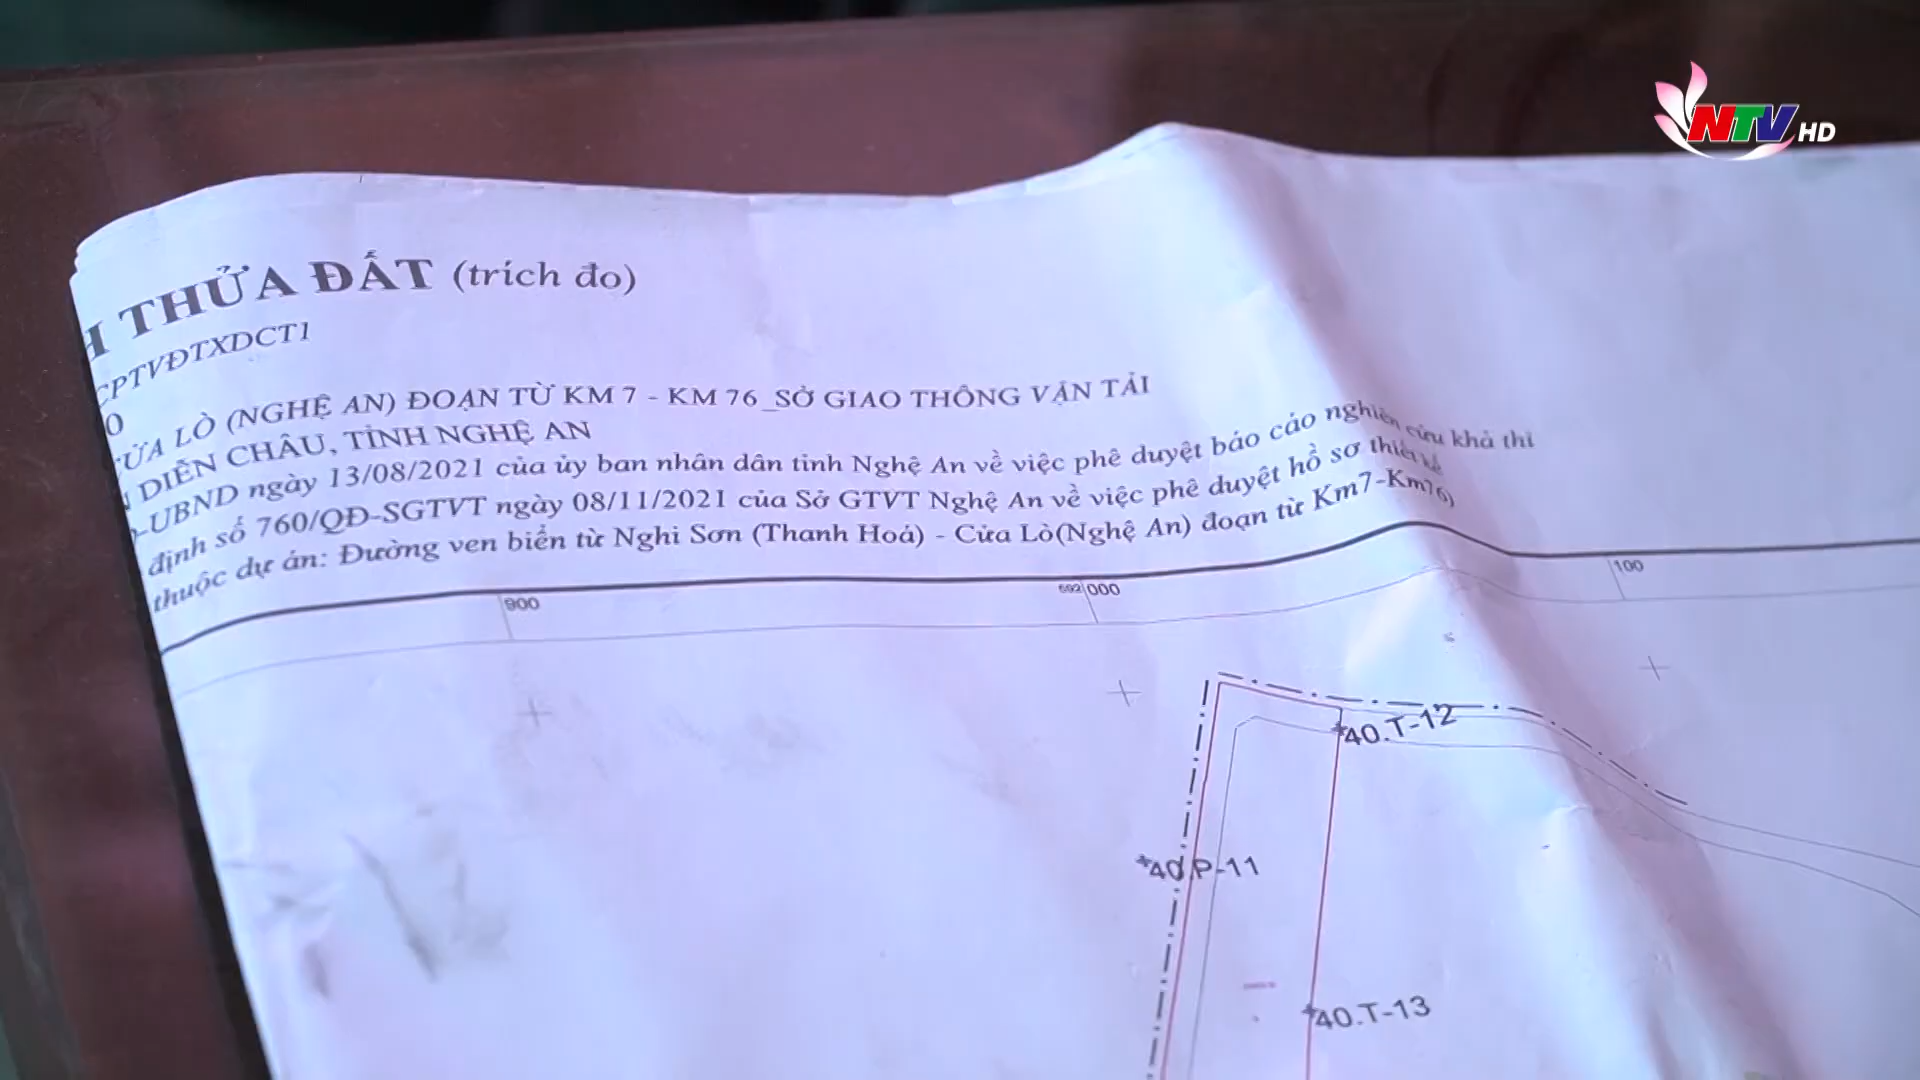 NTV HD
THỬA ĐẤT (trích đo)
CPTVĐTXDCT1
CỬA LÒ (NGHỆ AN) ĐOẠN TỪ KM 7 - KM 76_SỞ GIAO THÔNG VẬN TẢI
DIỄN CHÂU, TỈNH NGHỆ AN
-UBND ngày 13/08/2021 của ủy ban nhân dân tỉnh Nghệ An về việc phê duyệt báo cáo nghiên cứu khả thi
định số 760/QĐ-SGTVT ngày 08/11/2021 của Sở GTVT Nghệ An về việc phê duyệt hồ sơ thiết kế
thuộc dự án: Đường ven biển từ Nghi Sơn (Thanh Hoá) - Cửa Lò(Nghệ An) đoạn từ Km7-Km76)
900
602 000
100
40.T-12
40.P-11
40.T-13